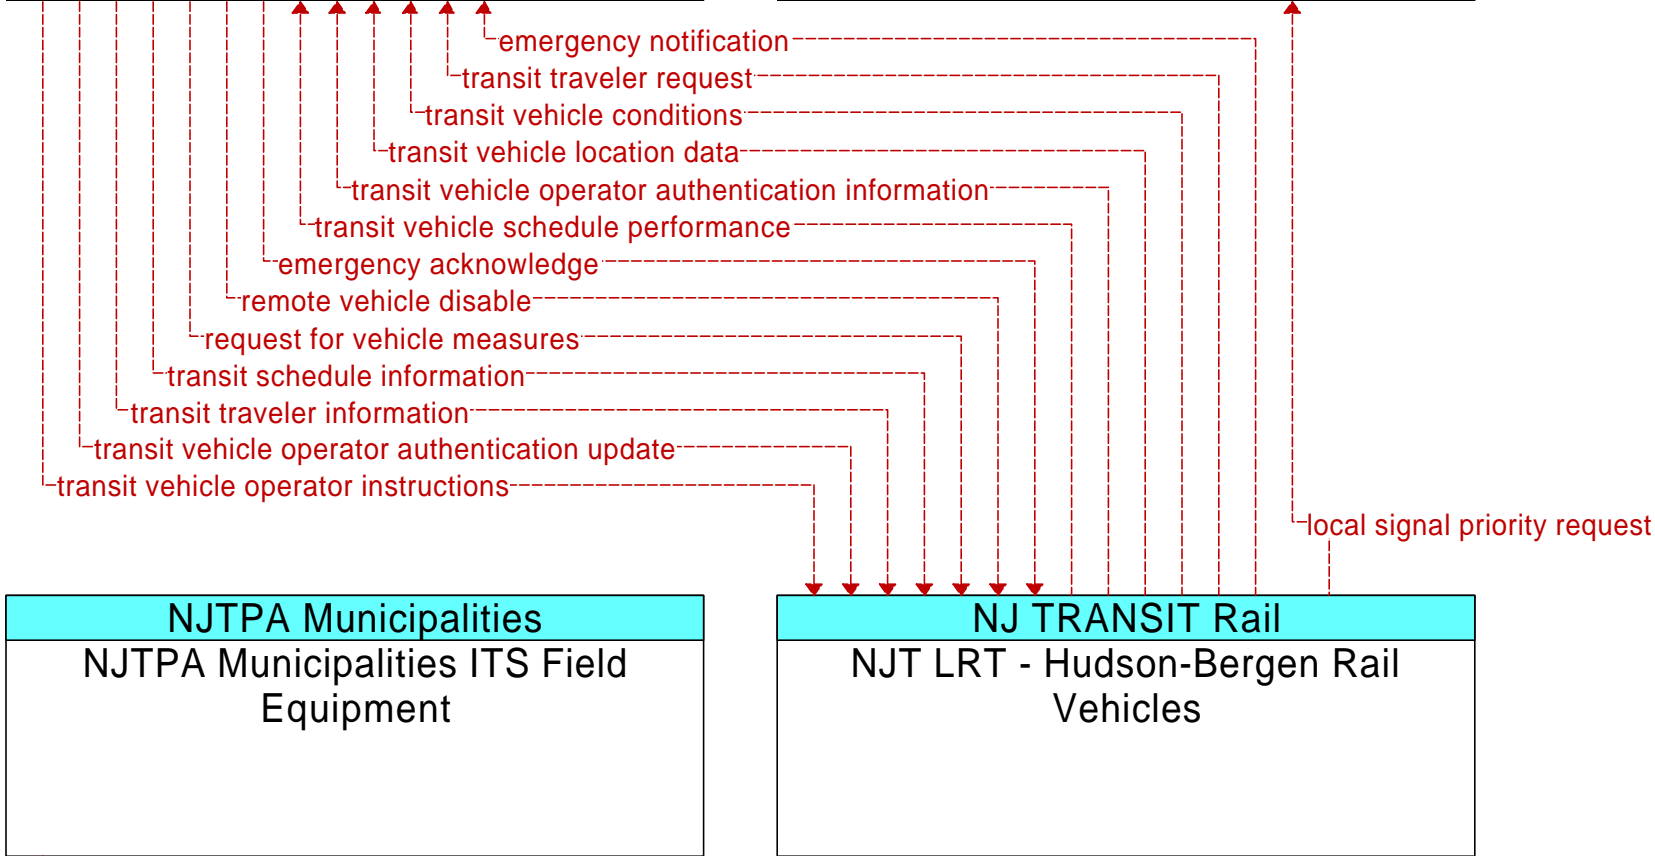 emergency notification
transit traveler request
transit vehicle conditions
transit vehicle location data
transit vehicle operator authentication information
transit vehicle schedule performance
emergency acknowledge
remote vehicle disable
request for vehicle measures
transit schedule information
transit traveler information
transit vehicle operator authentication update
transit vehicle operator instructions
local signal priority request
NJTPA Municipalities
NJTPA Municipalities ITS Field
Equipment
NJ TRANSIT Rail
NJT LRT - Hudson-Bergen Rail
Vehicles